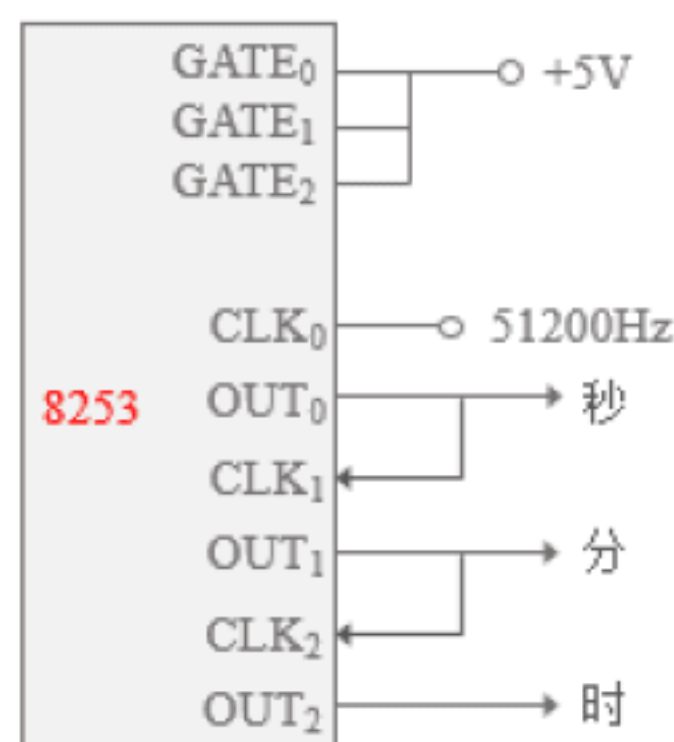 GATE₀ +5V
GATE₁
GATE₂
CLK₀ 51200Hz
8253 OUT₀ 秒
CLK₁
OUT₁ 分
CLK₂
OUT₂ 时